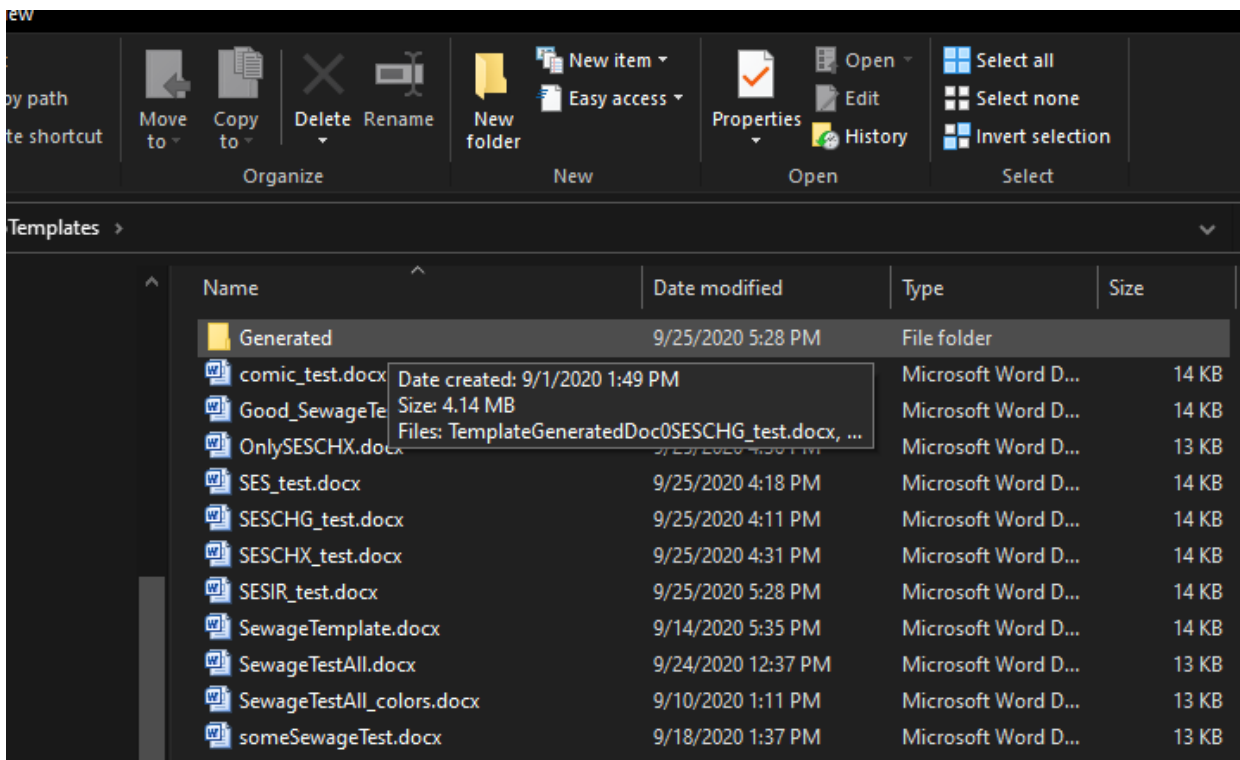 New item
Open
Select all
by path
Easy access
Edit
Select none
Move to
Copy to
Delete
Rename
New folder
Properties
te shortcut
History
Invert selection
Organize
New
Open
Select
Templates >
Name
Date modified
Type
Size
Generated 9/25/2020 5:28 PM File folder
comic_test.docx Microsoft Word D... 14 KB
Date created: 9/1/2020 1:49 PM
Size: 4.14 MB
Files: TemplateGeneratedDoc0SESCHG_test.docx, ...
Good_SewageTe Microsoft Word D... 14 KB
OnlySESCHX.docx Microsoft Word D... 13 KB
SES_test.docx 9/25/2020 4:18 PM Microsoft Word D... 14 KB
SESCHG_test.docx 9/25/2020 4:11 PM Microsoft Word D... 14 KB
SESCHX_test.docx 9/25/2020 4:31 PM Microsoft Word D... 14 KB
SESIR_test.docx 9/25/2020 5:28 PM Microsoft Word D... 14 KB
SewageTemplate.docx 9/14/2020 5:35 PM Microsoft Word D... 14 KB
SewageTestAll.docx 9/24/2020 12:37 PM Microsoft Word D... 13 KB
SewageTestAll_colors.docx 9/10/2020 1:11 PM Microsoft Word D... 13 KB
someSewageTest.docx 9/18/2020 1:37 PM Microsoft Word D... 13 KB